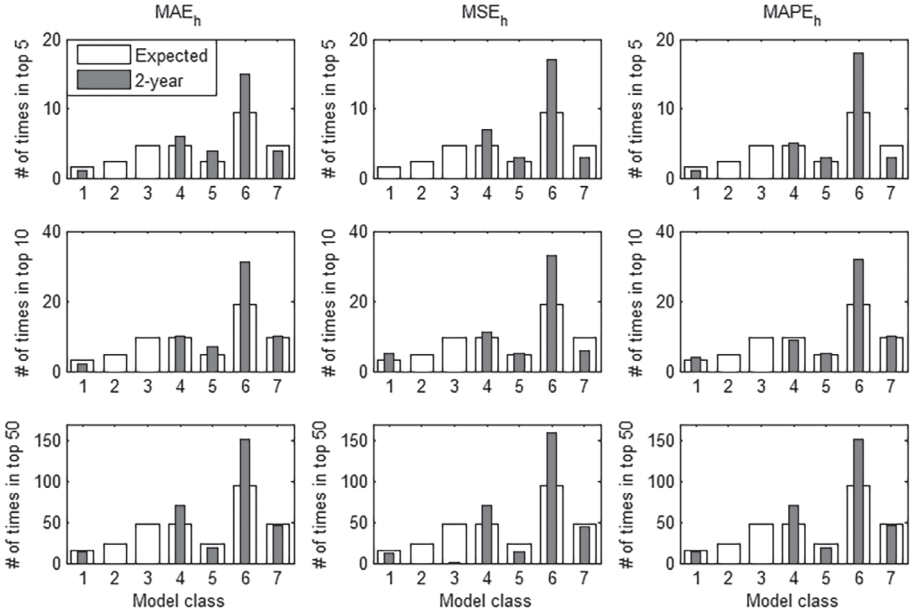 MAEh
MSEh
MAPEh
# of times in top 5
20
10
0
Expected
2-year
1 2 3 4 5 6 7
# of times in top 5
20
10
0
1 2 3 4 5 6 7
# of times in top 5
20
10
0
1 2 3 4 5 6 7
# of times in top 10
40
20
0
1 2 3 4 5 6 7
# of times in top 10
40
20
0
1 2 3 4 5 6 7
# of times in top 10
40
20
0
1 2 3 4 5 6 7
# of times in top 50
150
100
50
0
1 2 3 4 5 6 7
Model class
# of times in top 50
150
100
50
0
1 2 3 4 5 6 7
Model class
# of times in top 50
150
100
50
0
1 2 3 4 5 6 7
Model class